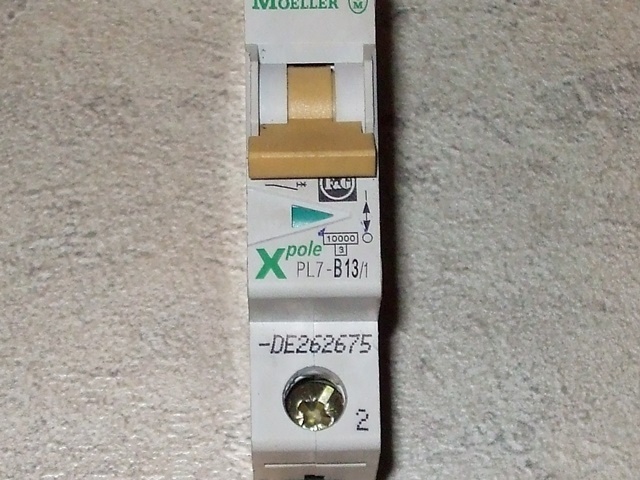 MOELLER M
F&G
10000
3
Xpole
PL7-B13/1
-DE262675
2